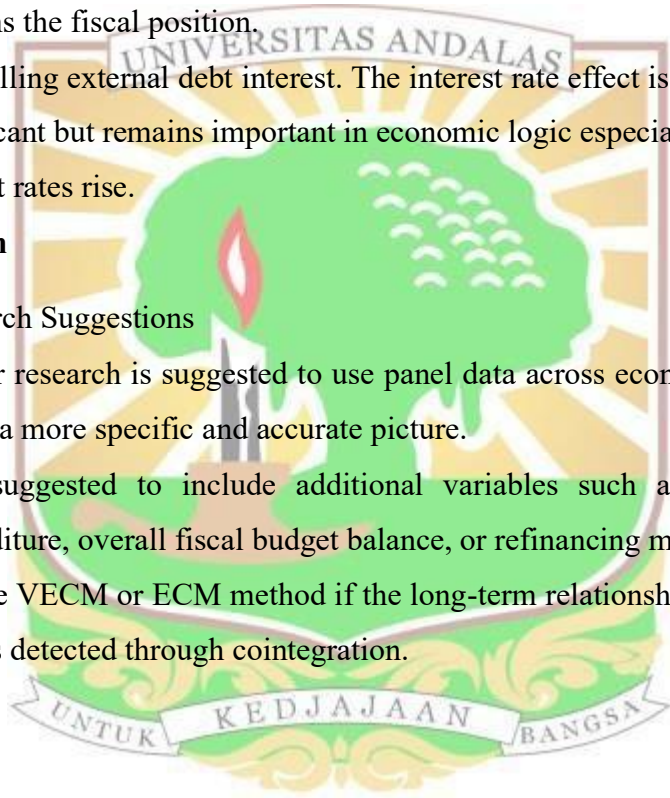 ns the fiscal position.
UNIVERSITAS ANDALAS
lling external debt interest. The interest rate effect is
cant but remains important in economic logic especia
t rates rise.
n
rch Suggestions
r research is suggested to use panel data across econ
a more specific and accurate picture.
suggested to include additional variables such a
diture, overall fiscal budget balance, or refinancing m
e VECM or ECM method if the long-term relationsh
s detected through cointegration.
UNTUK KEDJAJAAN BANGSA